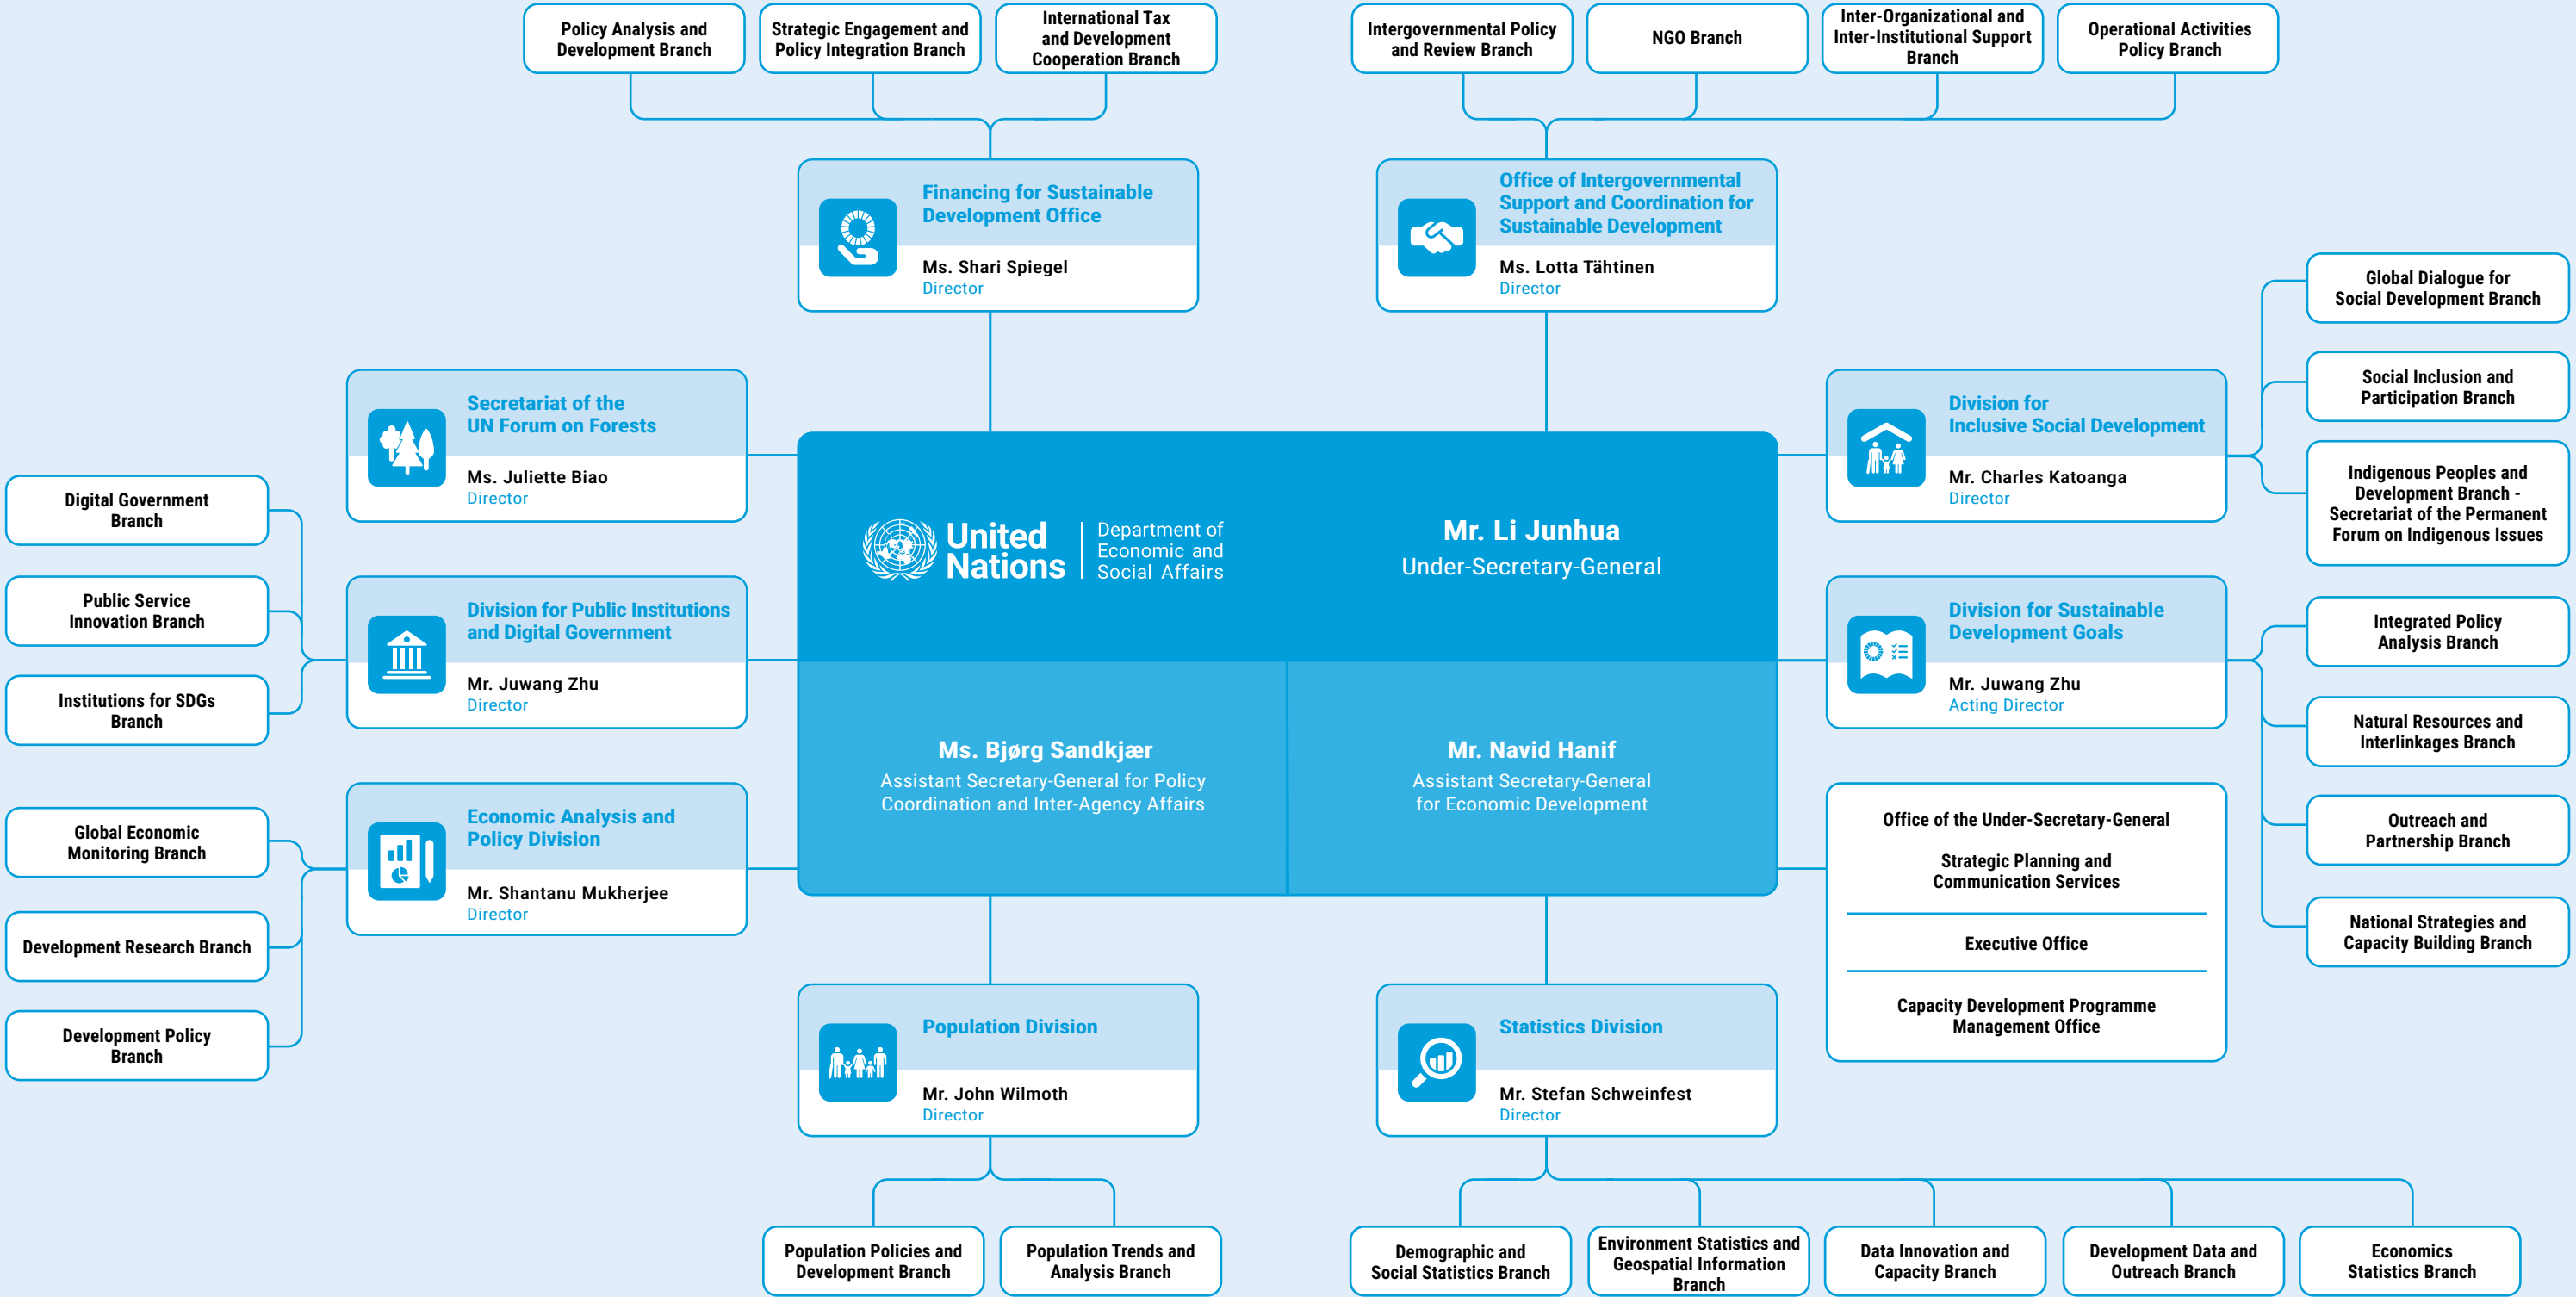 Policy Analysis and
Development Branch
Strategic Engagement and
Policy Integration Branch
International Tax
and Development
Cooperation Branch
Intergovernmental Policy
and Review Branch
NGO Branch
Inter-Organizational and
Inter-Institutional Support
Branch
Operational Activities
Policy Branch
Financing for Sustainable
Development Office
Ms. Shari Spiegel
Director
Office of Intergovernmental
Support and Coordination for
Sustainable Development
Ms. Lotta Tähtinen
Director
Secretariat of the
UN Forum on Forests
Ms. Juliette Biao
Director
Division for
Inclusive Social Development
Mr. Charles Katoanga
Director
Global Dialogue for
Social Development Branch
Social Inclusion and
Participation Branch
Indigenous Peoples and
Development Branch -
Secretariat of the Permanent
Forum on Indigenous Issues
Digital Government
Branch
Public Service
Innovation Branch
Institutions for SDGs
Branch
Division for Public Institutions
and Digital Government
Mr. Juwang Zhu
Director
United
Nations
Department of
Economic and
Social Affairs
Mr. Li Junhua
Under-Secretary-General
Ms. Bjørg Sandkjær
Assistant Secretary-General for Policy
Coordination and Inter-Agency Affairs
Mr. Navid Hanif
Assistant Secretary-General
for Economic Development
Division for Sustainable
Development Goals
Mr. Juwang Zhu
Acting Director
Integrated Policy
Analysis Branch
Natural Resources and
Interlinkages Branch
Outreach and
Partnership Branch
National Strategies and
Capacity Building Branch
Global Economic
Monitoring Branch
Development Research Branch
Development Policy
Branch
Economic Analysis and
Policy Division
Mr. Shantanu Mukherjee
Director
Office of the Under-Secretary-General
Strategic Planning and
Communication Services
Executive Office
Capacity Development Programme
Management Office
Population Division
Mr. John Wilmoth
Director
Statistics Division
Mr. Stefan Schweinfest
Director
Population Policies and
Development Branch
Population Trends and
Analysis Branch
Demographic and
Social Statistics Branch
Environment Statistics and
Geospatial Information
Branch
Data Innovation and
Capacity Branch
Development Data and
Outreach Branch
Economics
Statistics Branch